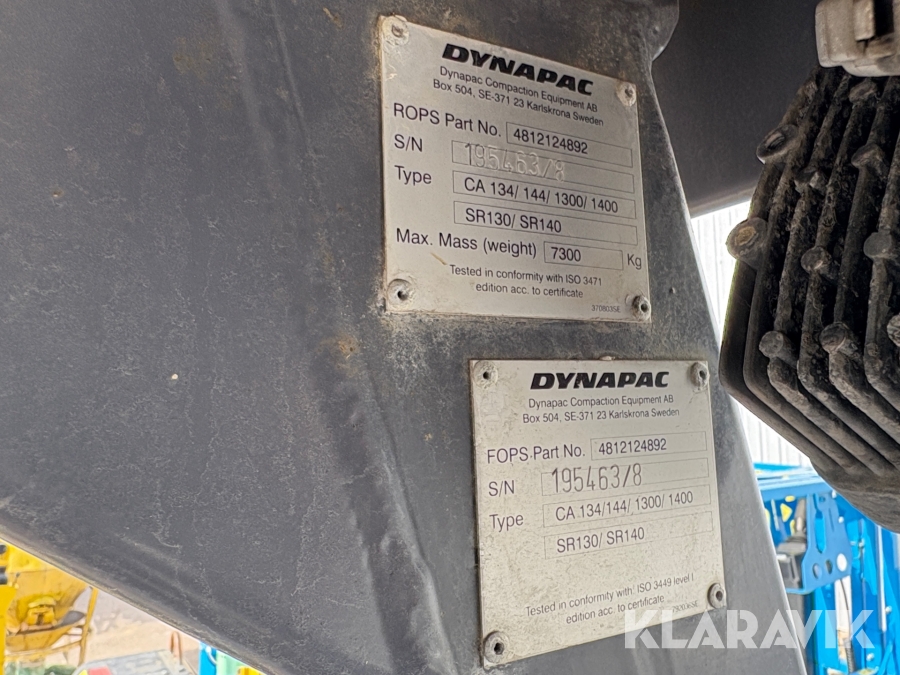 DYNAPAC
Dynapac Compaction Equipment AB
Box 504, SE-371 23 Karlskrona Sweden
ROPS Part No. 4812124892
S/N 195463/8
Type CA 134/ 144/ 1300/ 1400
SR130/ SR140
Max. Mass (weight) 7300 Kg
Tested in conformity with ISO 3471
edition acc. to certificate
DYNAPAC
Dynapac Compaction Equipment AB
Box 504, SE-371 23 Karlskrona Sweden
FOPS Part No. 4812124892
S/N 195463/8
Type CA 134/144/ 1300/ 1400
SR130/ SR140
Tested in conformity with: ISO 3449 level I
edition acc. to certificate
KLARAVIK